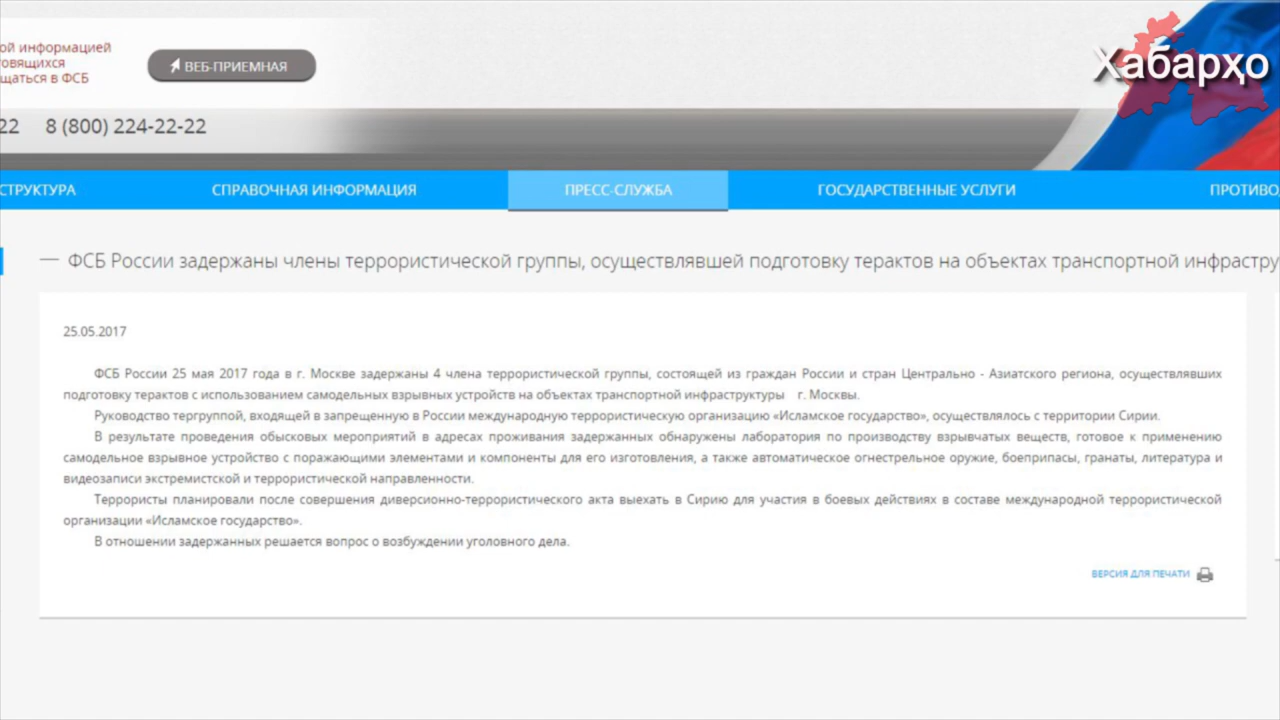 ой информацией
товящихся
щаться в ФСБ
ВЕБ-ПРИЕМНАЯ
Хабарҳо
22 8 (800) 224-22-22
СТРУКТУРА СПРАВОЧНАЯ ИНФОРМАЦИЯ ПРЕСС-СЛУЖБА ГОСУДАРСТВЕННЫЕ УСЛУГИ ПРОТИВО
— ФСБ России задержаны члены террористической группы, осуществлявшей подготовку терактов на объектах транспортной инфрастру
25.05.2017
ФСБ России 25 мая 2017 года в г. Москве задержаны 4 члена террористической группы, состоящей из граждан России и стран Центрально - Азиатского региона, осуществлявших
подготовку терактов с использованием самодельных взрывных устройств на объектах транспортной инфраструктуры г. Москвы.
Руководство тергруппой, входящей в запрещенную в России международную террористическую организацию «Исламское государство», осуществлялось с территории Сирии.
В результате проведения обысковых мероприятий в адресах проживания задержанных обнаружены лаборатория по производству взрывчатых веществ, готовое к применению
самодельное взрывное устройство с поражающими элементами и компоненты для его изготовления, а также автоматическое огнестрельное оружие, боеприпасы, гранаты, литература и
видеозаписи экстремистской и террористической направленности.
Террористы планировали после совершения диверсионно-террористического акта выехать в Сирию для участия в боевых действиях в составе международной террористической
организации «Исламское государство».
В отношении задержанных решается вопрос о возбуждении уголовного дела.
ВЕРСИЯ ДЛЯ ПЕЧАТИ